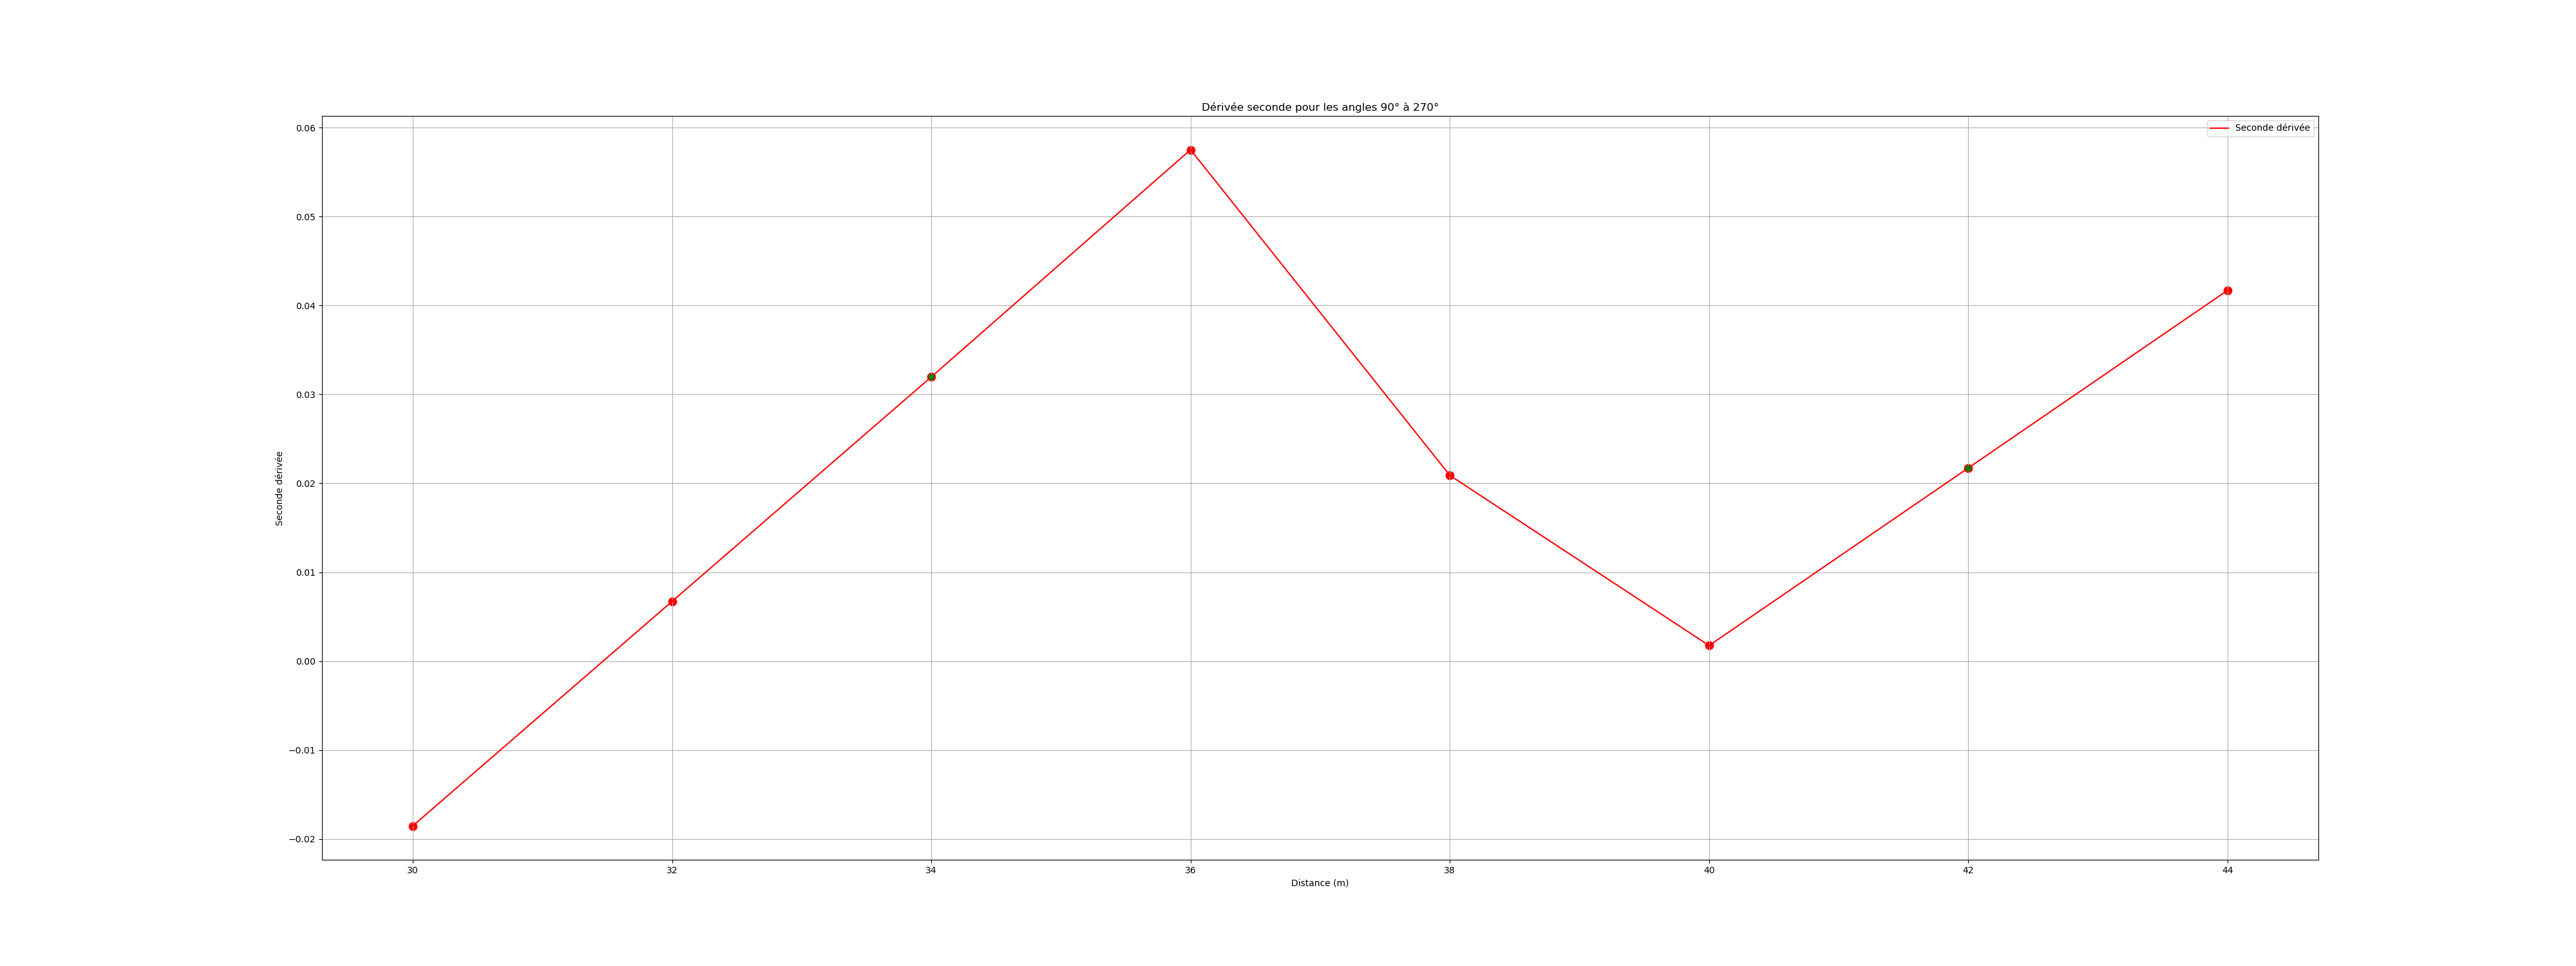 Dérivée seconde pour les angles 90° à 270°
Seconde dérivée
0.06
0.05
0.04
0.03
0.02
0.01
0.00
−0.01
−0.02
Seconde dérivée
30 32 34 36 38 40 42 44
Distance (m)